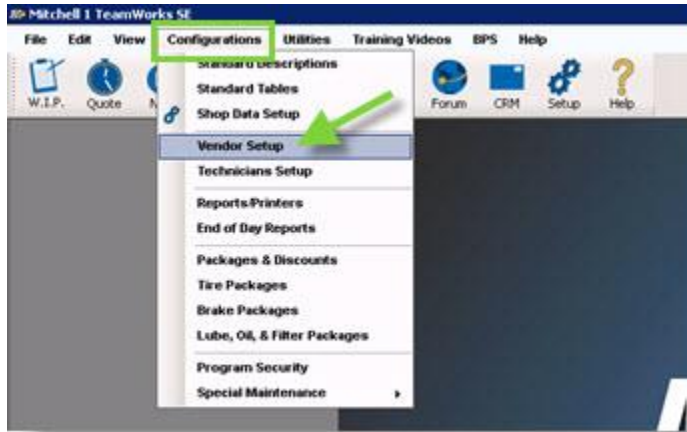 Mitchell 1 TeamWorks SE
File Edit View Configurations Utilities Training Videos BPS Help
W.I.P. Quote Forum CRM Setup Help
Standard Descriptions
Standard Tables
Shop Data Setup
Vendor Setup
Technicians Setup
Reports/Printers
End of Day Reports
Packages & Discounts
Tire Packages
Brake Packages
Lube, Oil, & Filter Packages
Program Security
Special Maintenance